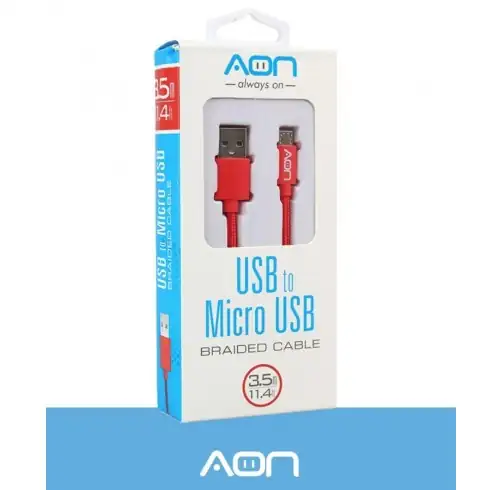 AON
always on
USB to
Micro USB
BRAIDED CABLE
3.5
11.4
3.5
11.4
USB to Micro USB
BRAIDED CABLE
AON
AON